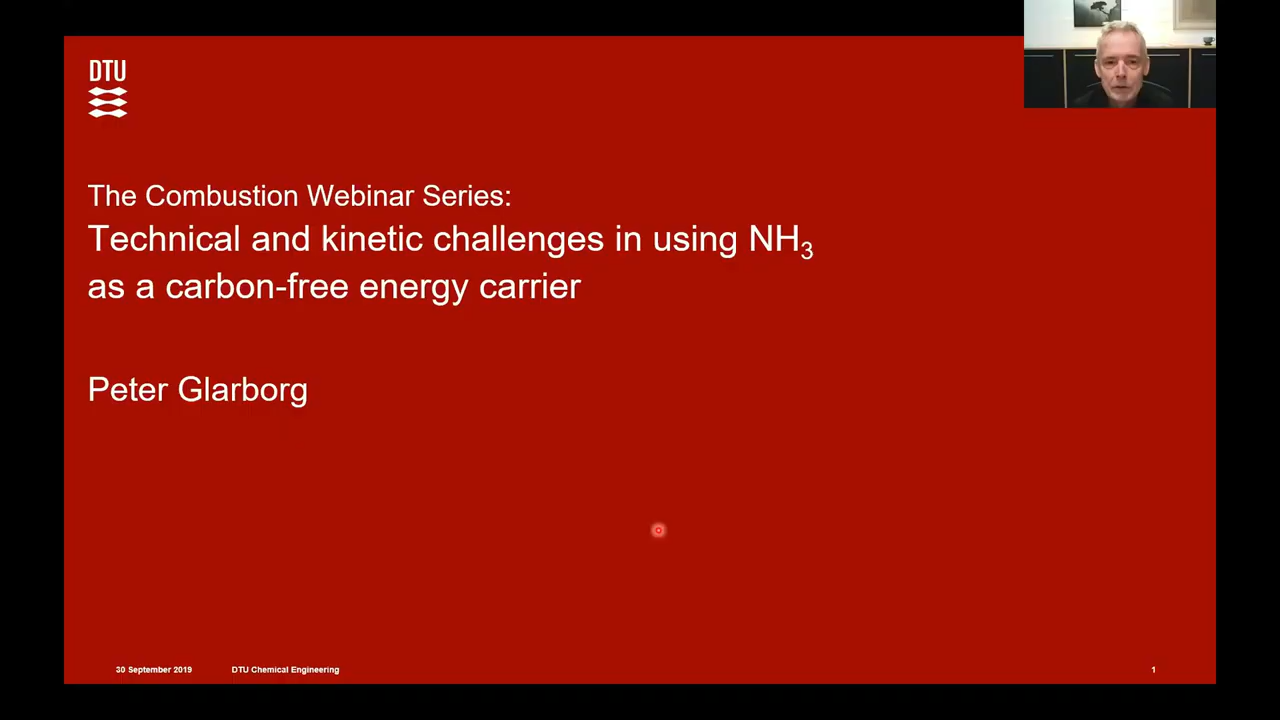 DTU
The Combustion Webinar Series:
Technical and kinetic challenges in using NH₃
as a carbon-free energy carrier
Peter Glarborg
30 September 2019 DTU Chemical Engineering 1